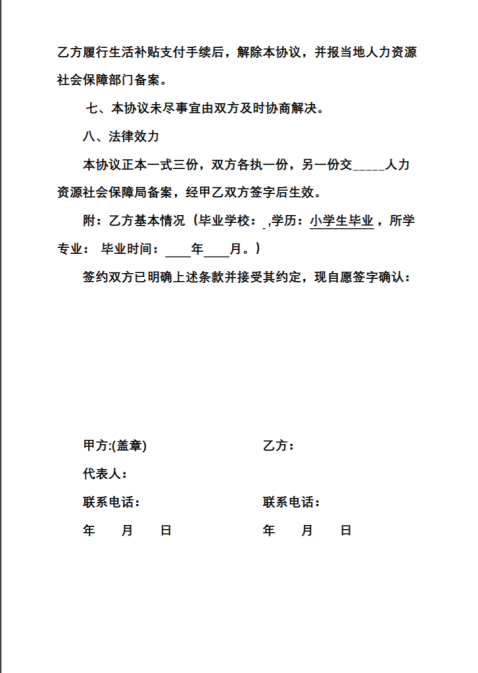 乙方履行生活补贴支付手续后，解除本协议，并报当地人力资源
社会保障部门备案。
七、本协议未尽事宜由双方及时协商解决。
八、法律效力
本协议正本一式三份，双方各执一份，另一份交_____人力
资源社会保障局备案，经甲乙双方签字后生效。
附：乙方基本情况（毕业学校：_,学历：小学生毕业，所学
专业： 毕业时间：____年____月。）
签约双方已明确上述条款并接受其约定，现自愿签字确认：
甲方:(盖章) 乙方：
代表人：
联系电话： 联系电话：
年 月 日 年 月 日